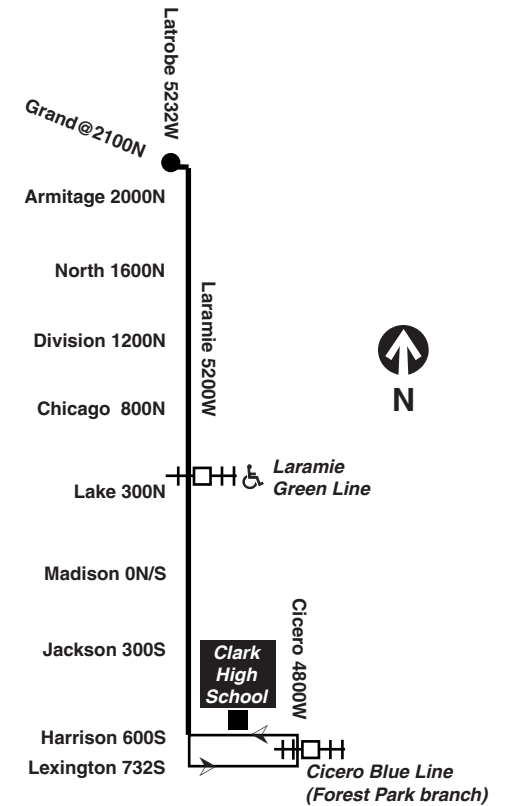 Latrobe 5232W
Grand@2100N
Armitage 2000N
North 1600N
Laramie 5200W
Division 1200N
N
Chicago 800N
Laramie
Green Line
Lake 300N
Madison 0N/S
Cicero 4800W
Jackson 300S
Clark
High
School
Harrison 600S
Lexington 732S
Cicero Blue Line
(Forest Park branch)